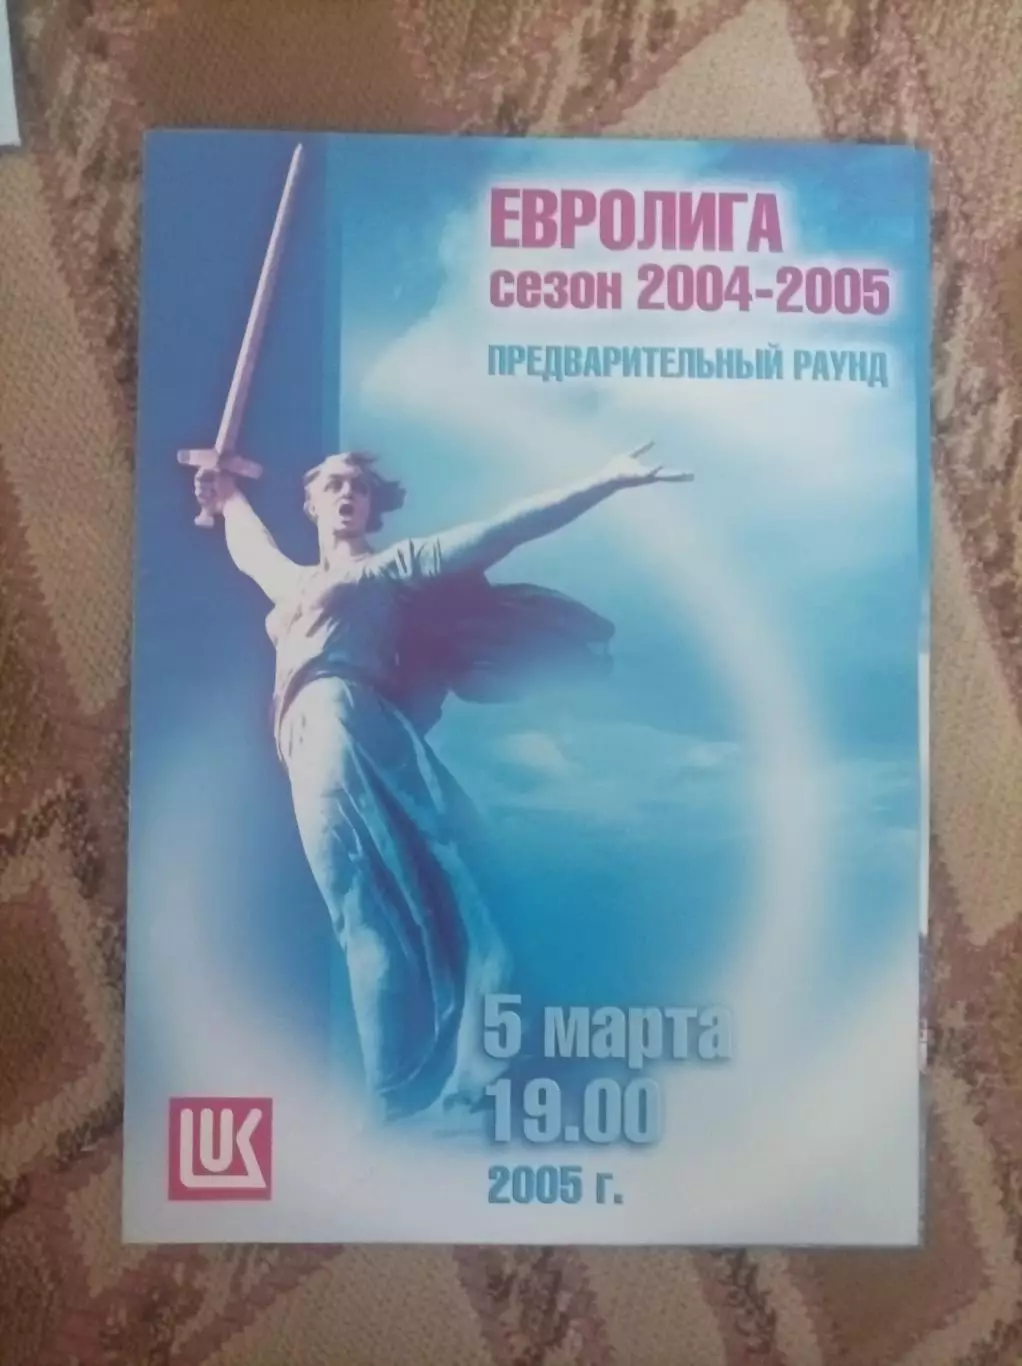 ЕВРОЛИГА
сезон 2004-2005
ПРЕДВАРИТЕЛЬНЫЙ РАУНД
5 марта
19.00
2005 г.
LUK